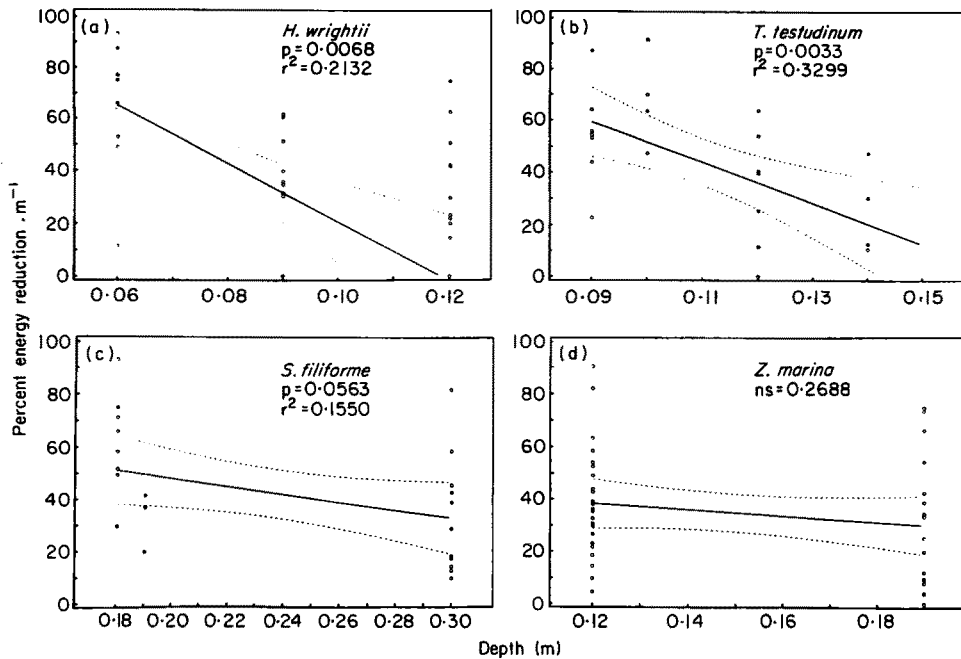 Percent energy reduction . m⁻¹
(a)
H. wrightii
p=0·0068
r²=0·2132
100
80
60
40
20
0
0·06 0·08 0·10 0·12
(b)
T. testudinum
p=0·0033
r²=0·3299
100
80
60
40
20
0
0·09 0·11 0·13 0·15
(c)
S. filiforme
p=0·0563
r²=0·1550
100
80
60
40
20
0
0·18 0·20 0·22 0·24 0·26 0·28 0·30
(d)
Z. marina
ns=0·2688
100
80
60
40
20
0
0·12 0·14 0·16 0·18
Depth (m)